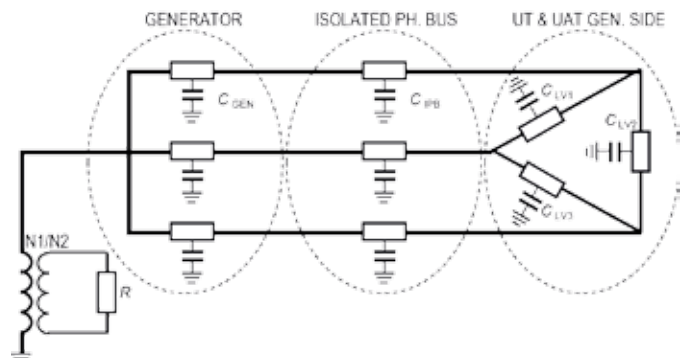 GENERATOR ISOLATED PH. BUS UT & UAT GEN. SIDE
C GEN
C IPB
C LV1
C LV2
C LV3
N1/N2
R